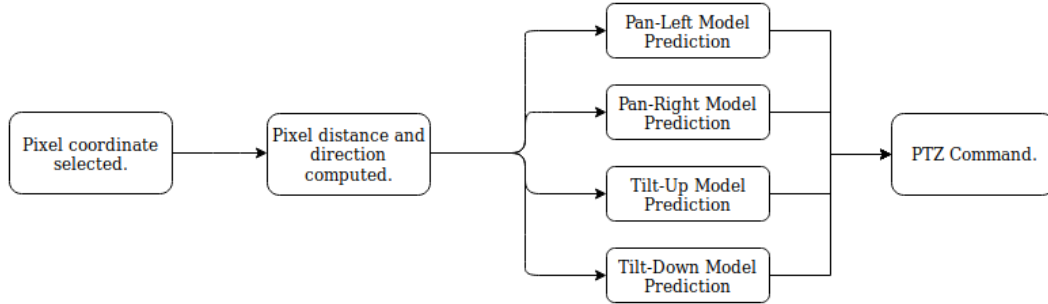 Pixel coordinate
selected.
Pixel distance and
direction
computed.
Pan-Left Model
Prediction
Pan-Right Model
Prediction
Tilt-Up Model
Prediction
Tilt-Down Model
Prediction
PTZ Command.